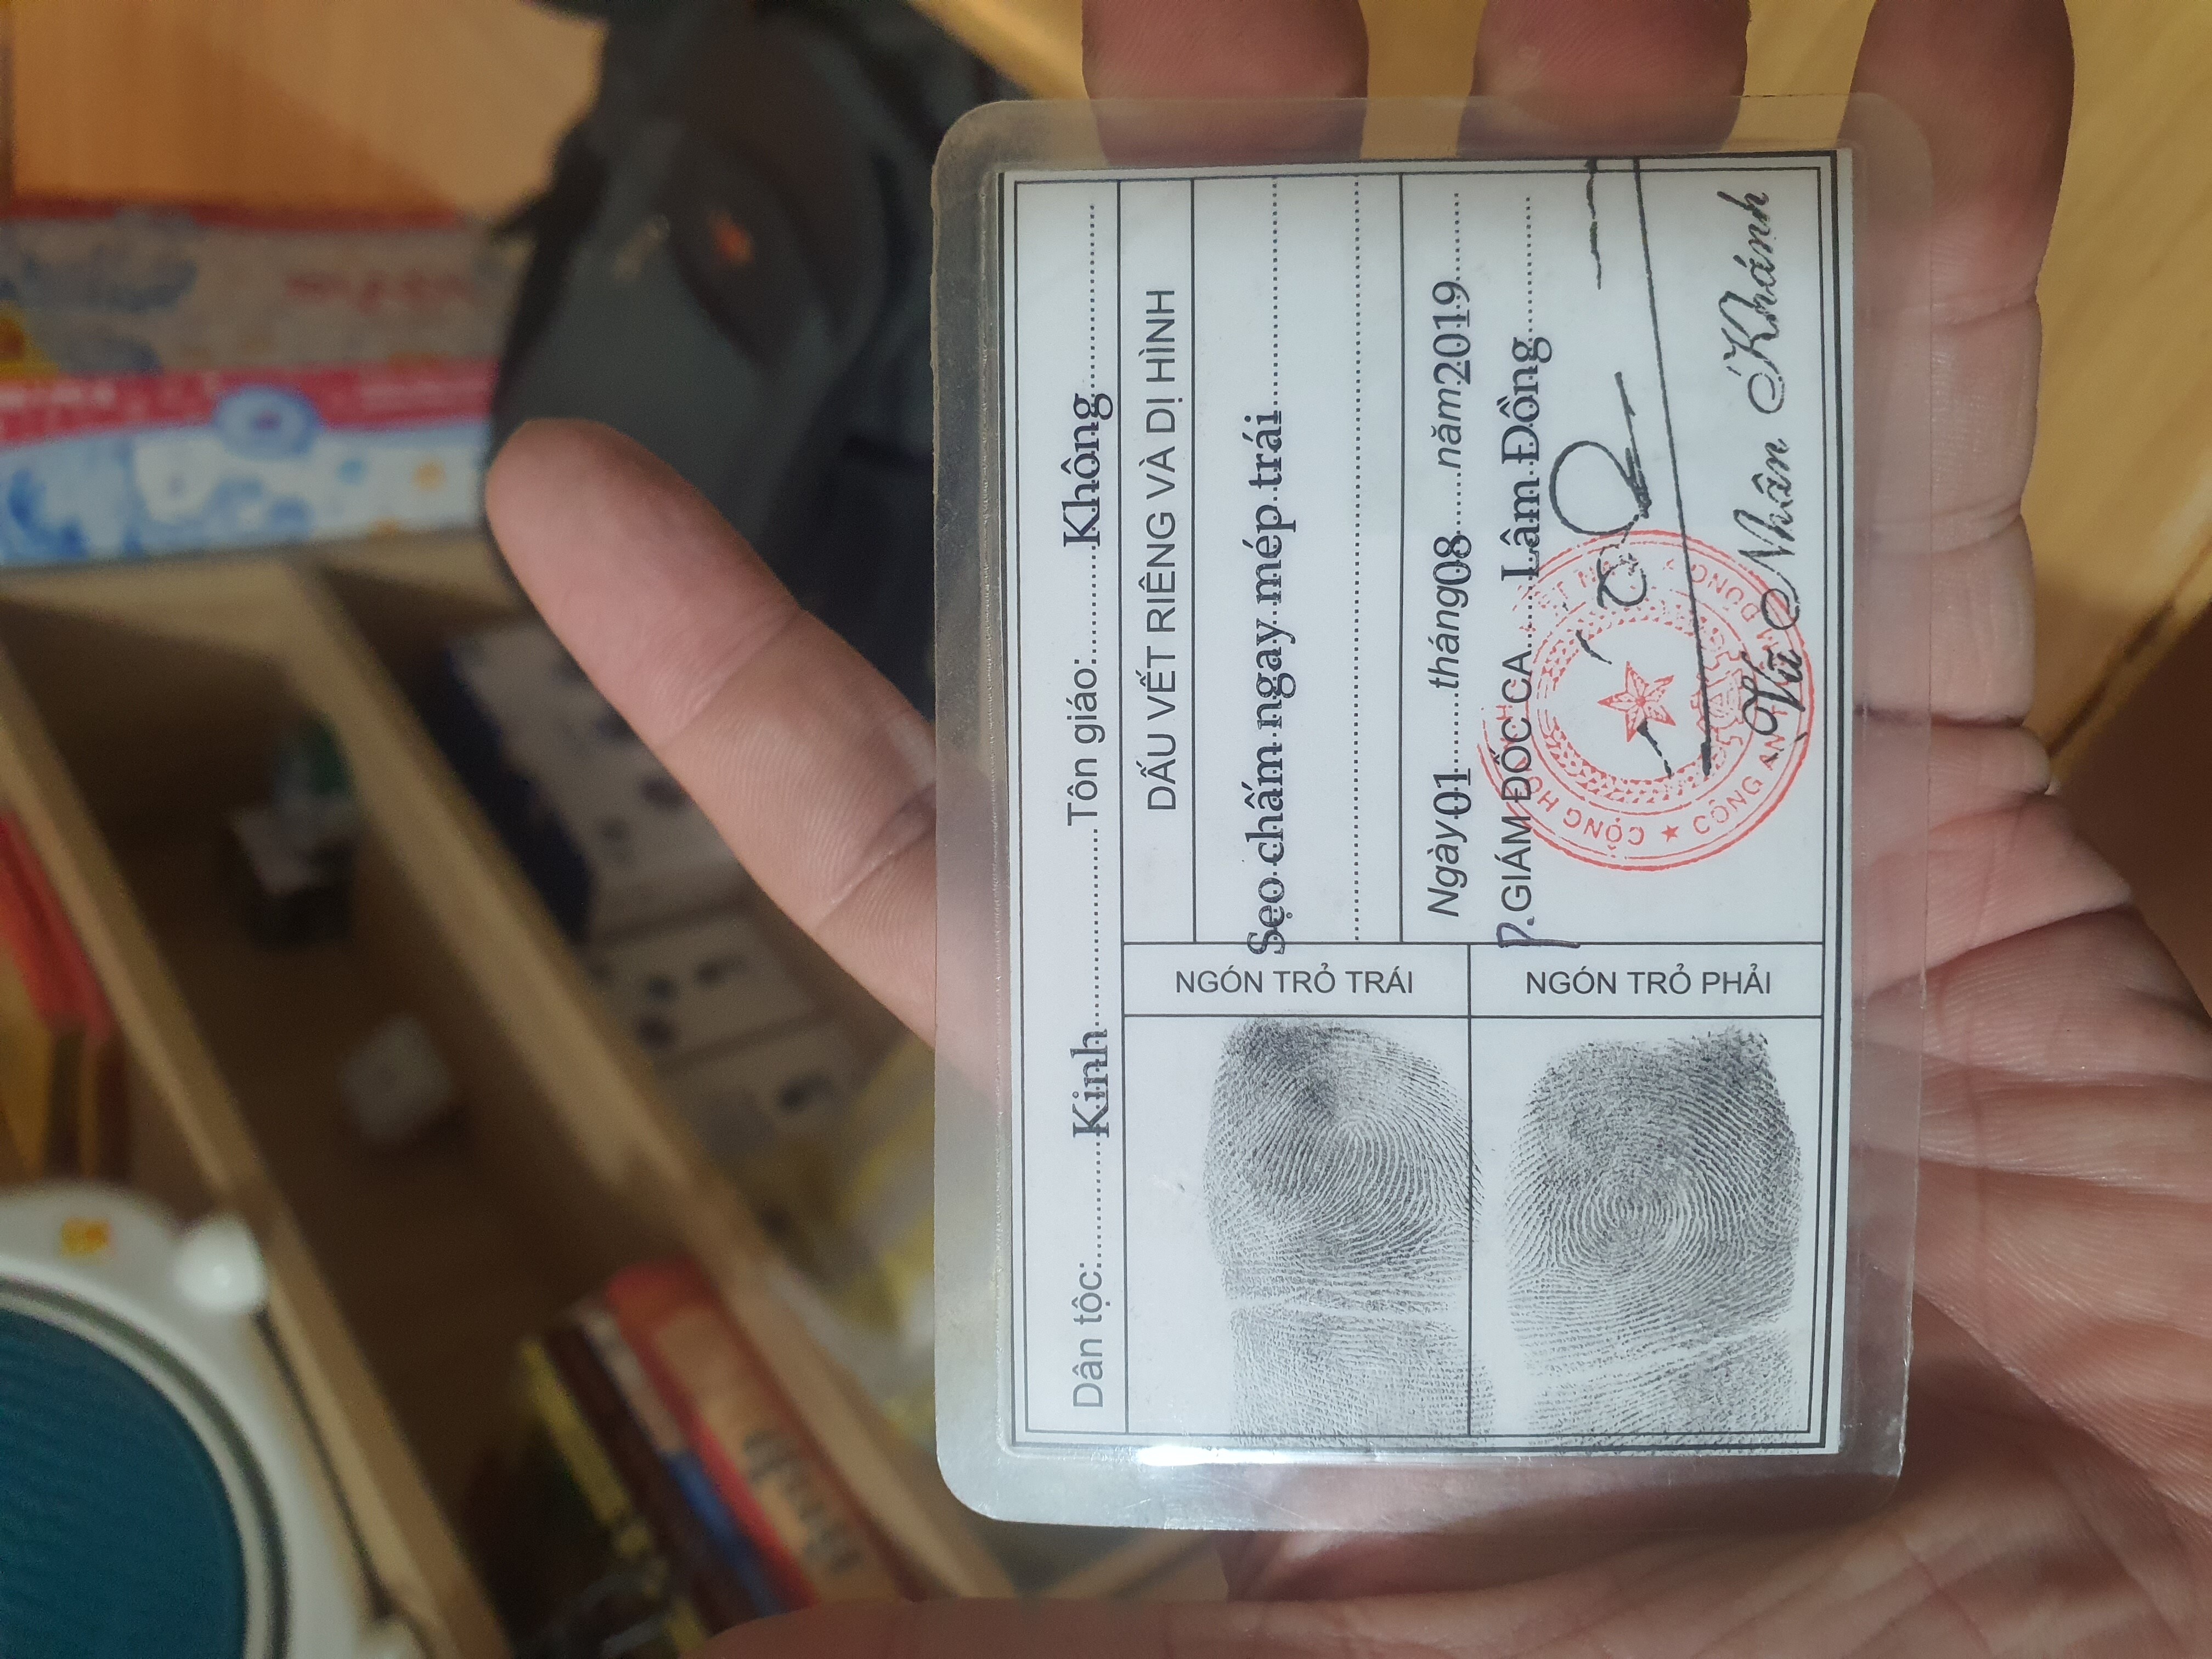 Dân tộc: Kinh Tôn giáo: Không
DẤU VẾT RIÊNG VÀ DỊ HÌNH
Sẹo chấm ngay mép trái
NGÓN TRỎ TRÁI
Ngày 01 tháng 08 năm 2019
P. GIÁM ĐỐC CA Lâm Đồng
NGÓN TRỎ PHẢI
Vũ Nhân Khánh